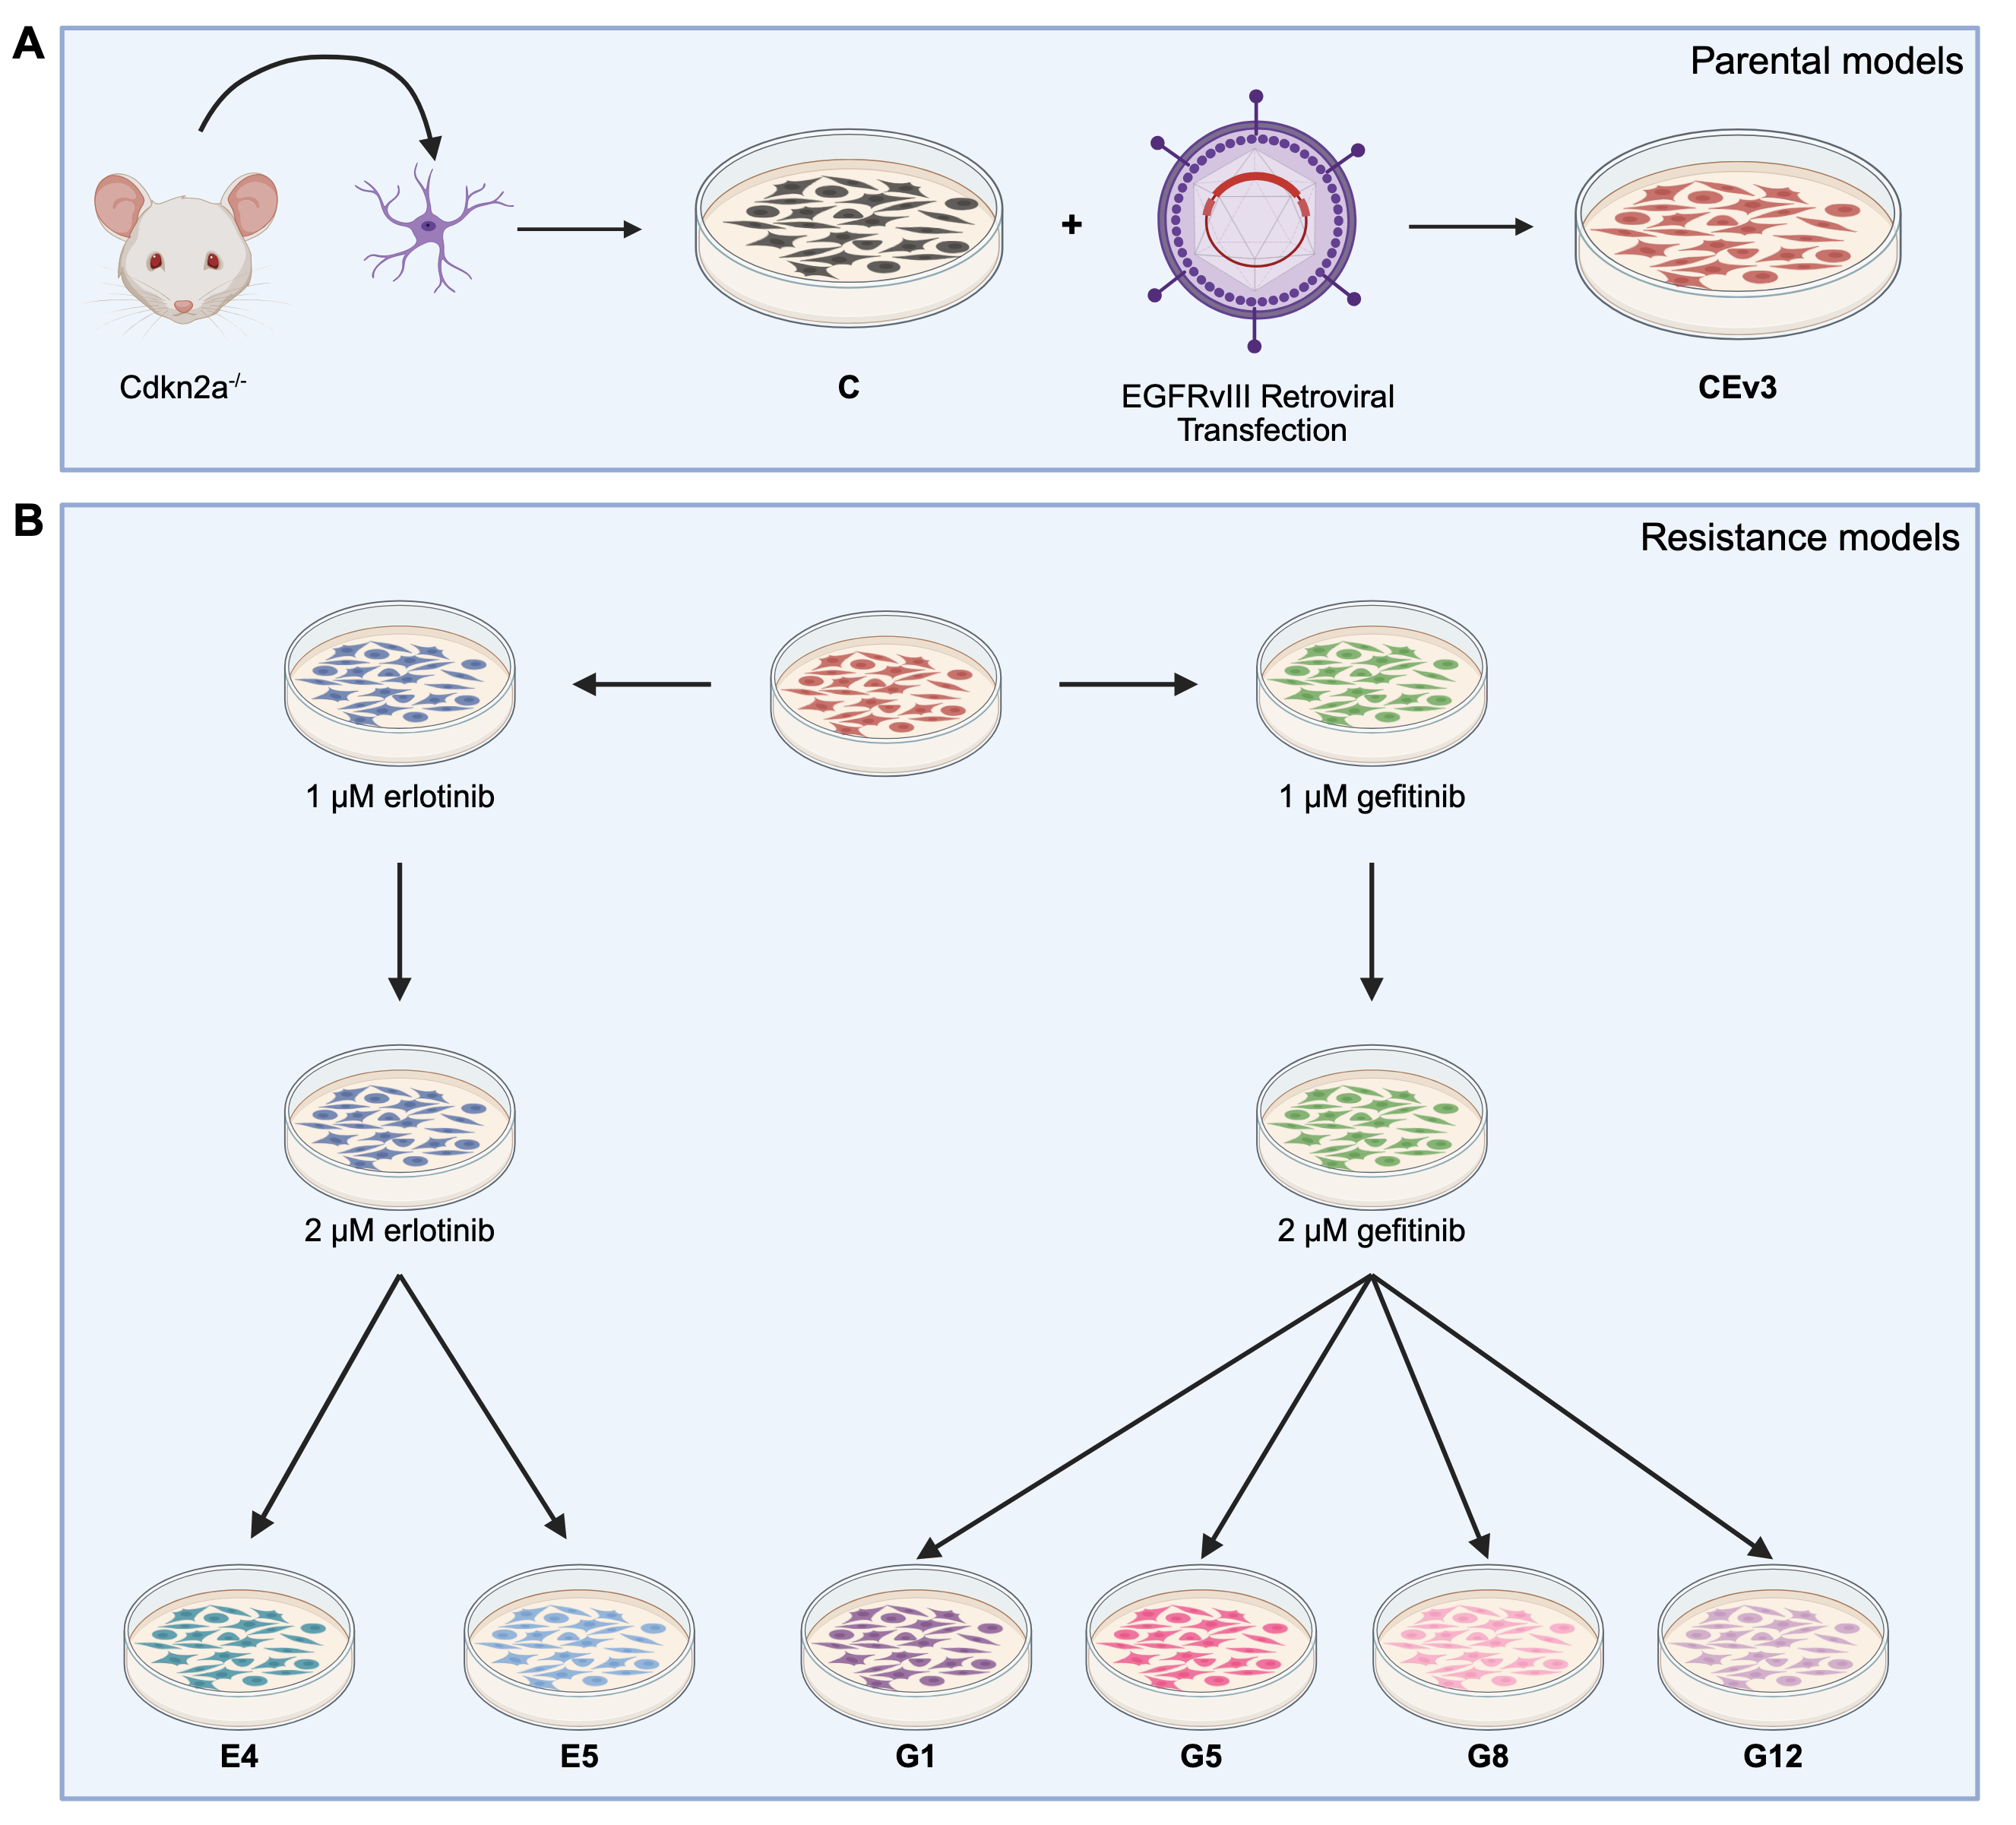 A
Parental models
+
Cdkn2a-/-
C
EGFRvIII Retroviral
Transfection
CEv3
B
Resistance models
1 µM erlotinib
1 µM gefitinib
2 µM erlotinib
2 µM gefitinib
E4
E5
G1
G5
G8
G12